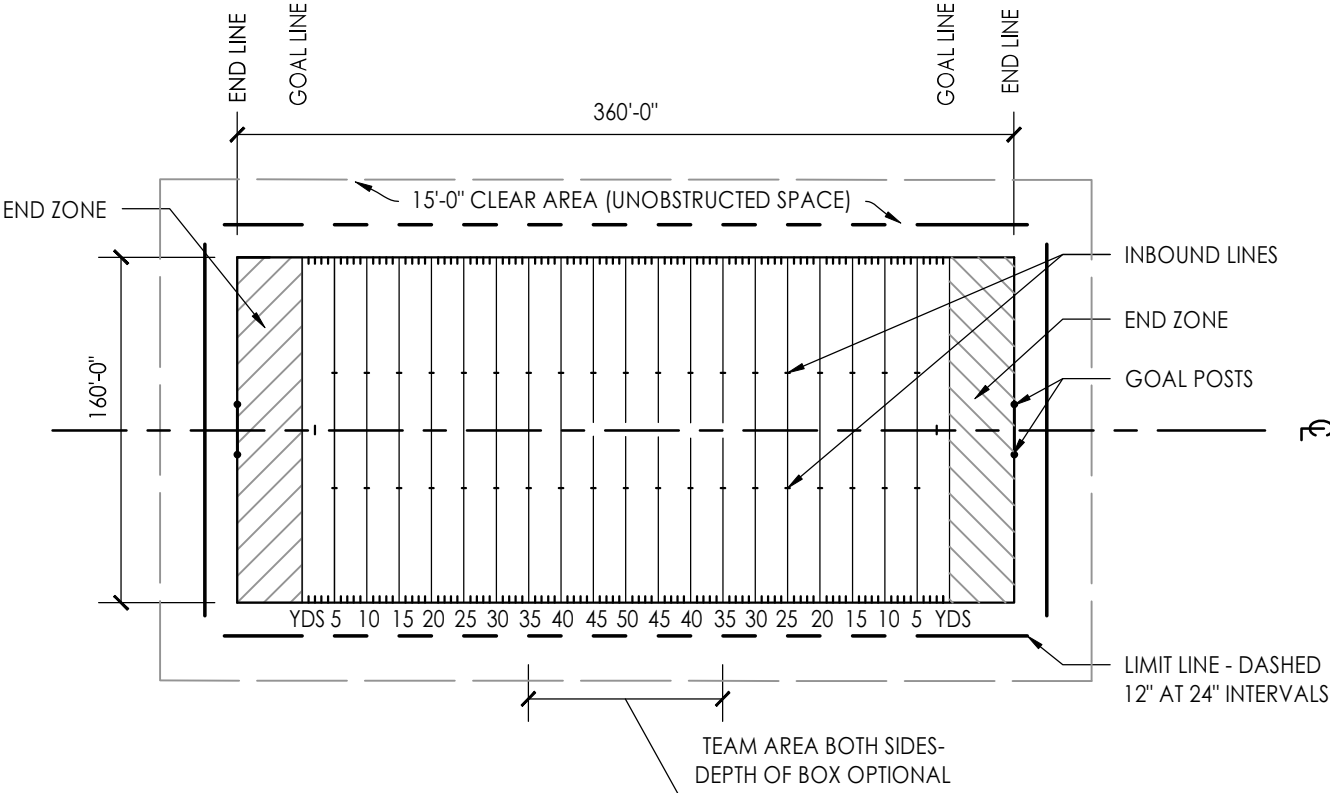 END LINE
GOAL LINE
GOAL LINE
END LINE
360'-0"
15'-0" CLEAR AREA (UNOBSTRUCTED SPACE)
END ZONE
INBOUND LINES
END ZONE
160'-0"
GOAL POSTS
CL
YDS 5 10 15 20 25 30 35 40 45 50 45 40 35 30 25 20 15 10 5 YDS
LIMIT LINE - DASHED
12" AT 24" INTERVALS
TEAM AREA BOTH SIDES-
DEPTH OF BOX OPTIONAL